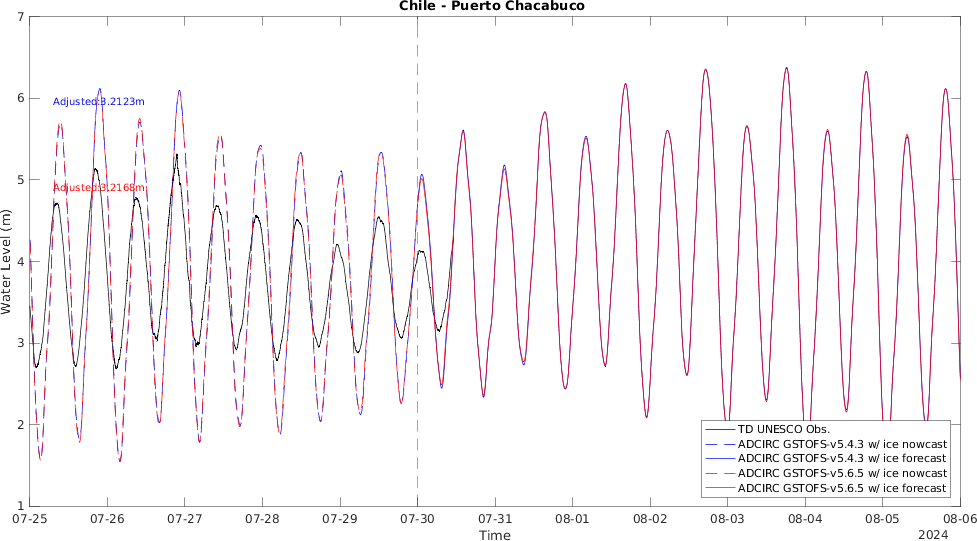 Chile - Puerto Chacabuco
7
6
5
4
3
2
1
Water Level (m)
Adjusted:3.2123m
Adjusted:3.2168m
TD UNESCO Obs.
ADCIRC GSTOFS-v5.4.3 w/ ice nowcast
ADCIRC GSTOFS-v5.4.3 w/ ice forecast
ADCIRC GSTOFS-v5.6.5 w/ ice nowcast
ADCIRC GSTOFS-v5.6.5 w/ ice forecast
07-25 07-26 07-27 07-28 07-29 07-30 07-31 08-01 08-02 08-03 08-04 08-05 08-06
Time
2024